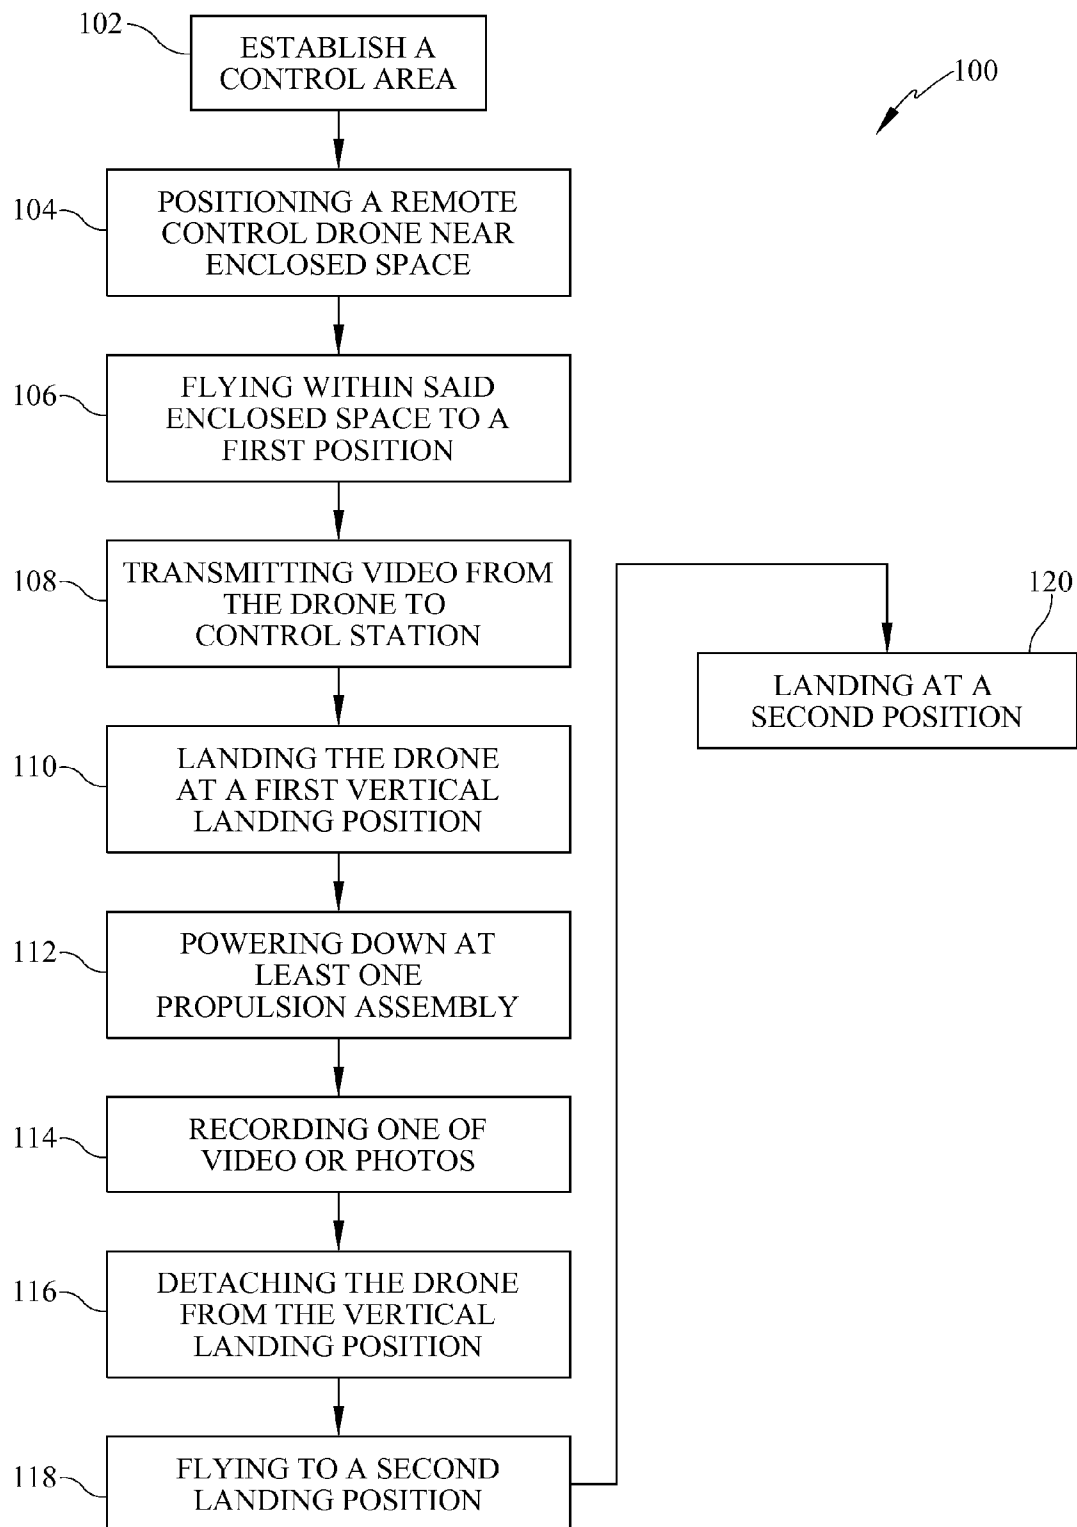 102
ESTABLISH A
CONTROL AREA
100
104
POSITIONING A REMOTE
CONTROL DRONE NEAR
ENCLOSED SPACE
106
FLYING WITHIN SAID
ENCLOSED SPACE TO A
FIRST POSITION
108
TRANSMITTING VIDEO FROM
THE DRONE TO
CONTROL STATION
110
LANDING THE DRONE
AT A FIRST VERTICAL
LANDING POSITION
112
POWERING DOWN AT
LEAST ONE
PROPULSION ASSEMBLY
114
RECORDING ONE OF
VIDEO OR PHOTOS
116
DETACHING THE DRONE
FROM THE VERTICAL
LANDING POSITION
118
FLYING TO A SECOND
LANDING POSITION
120
LANDING AT A
SECOND POSITION